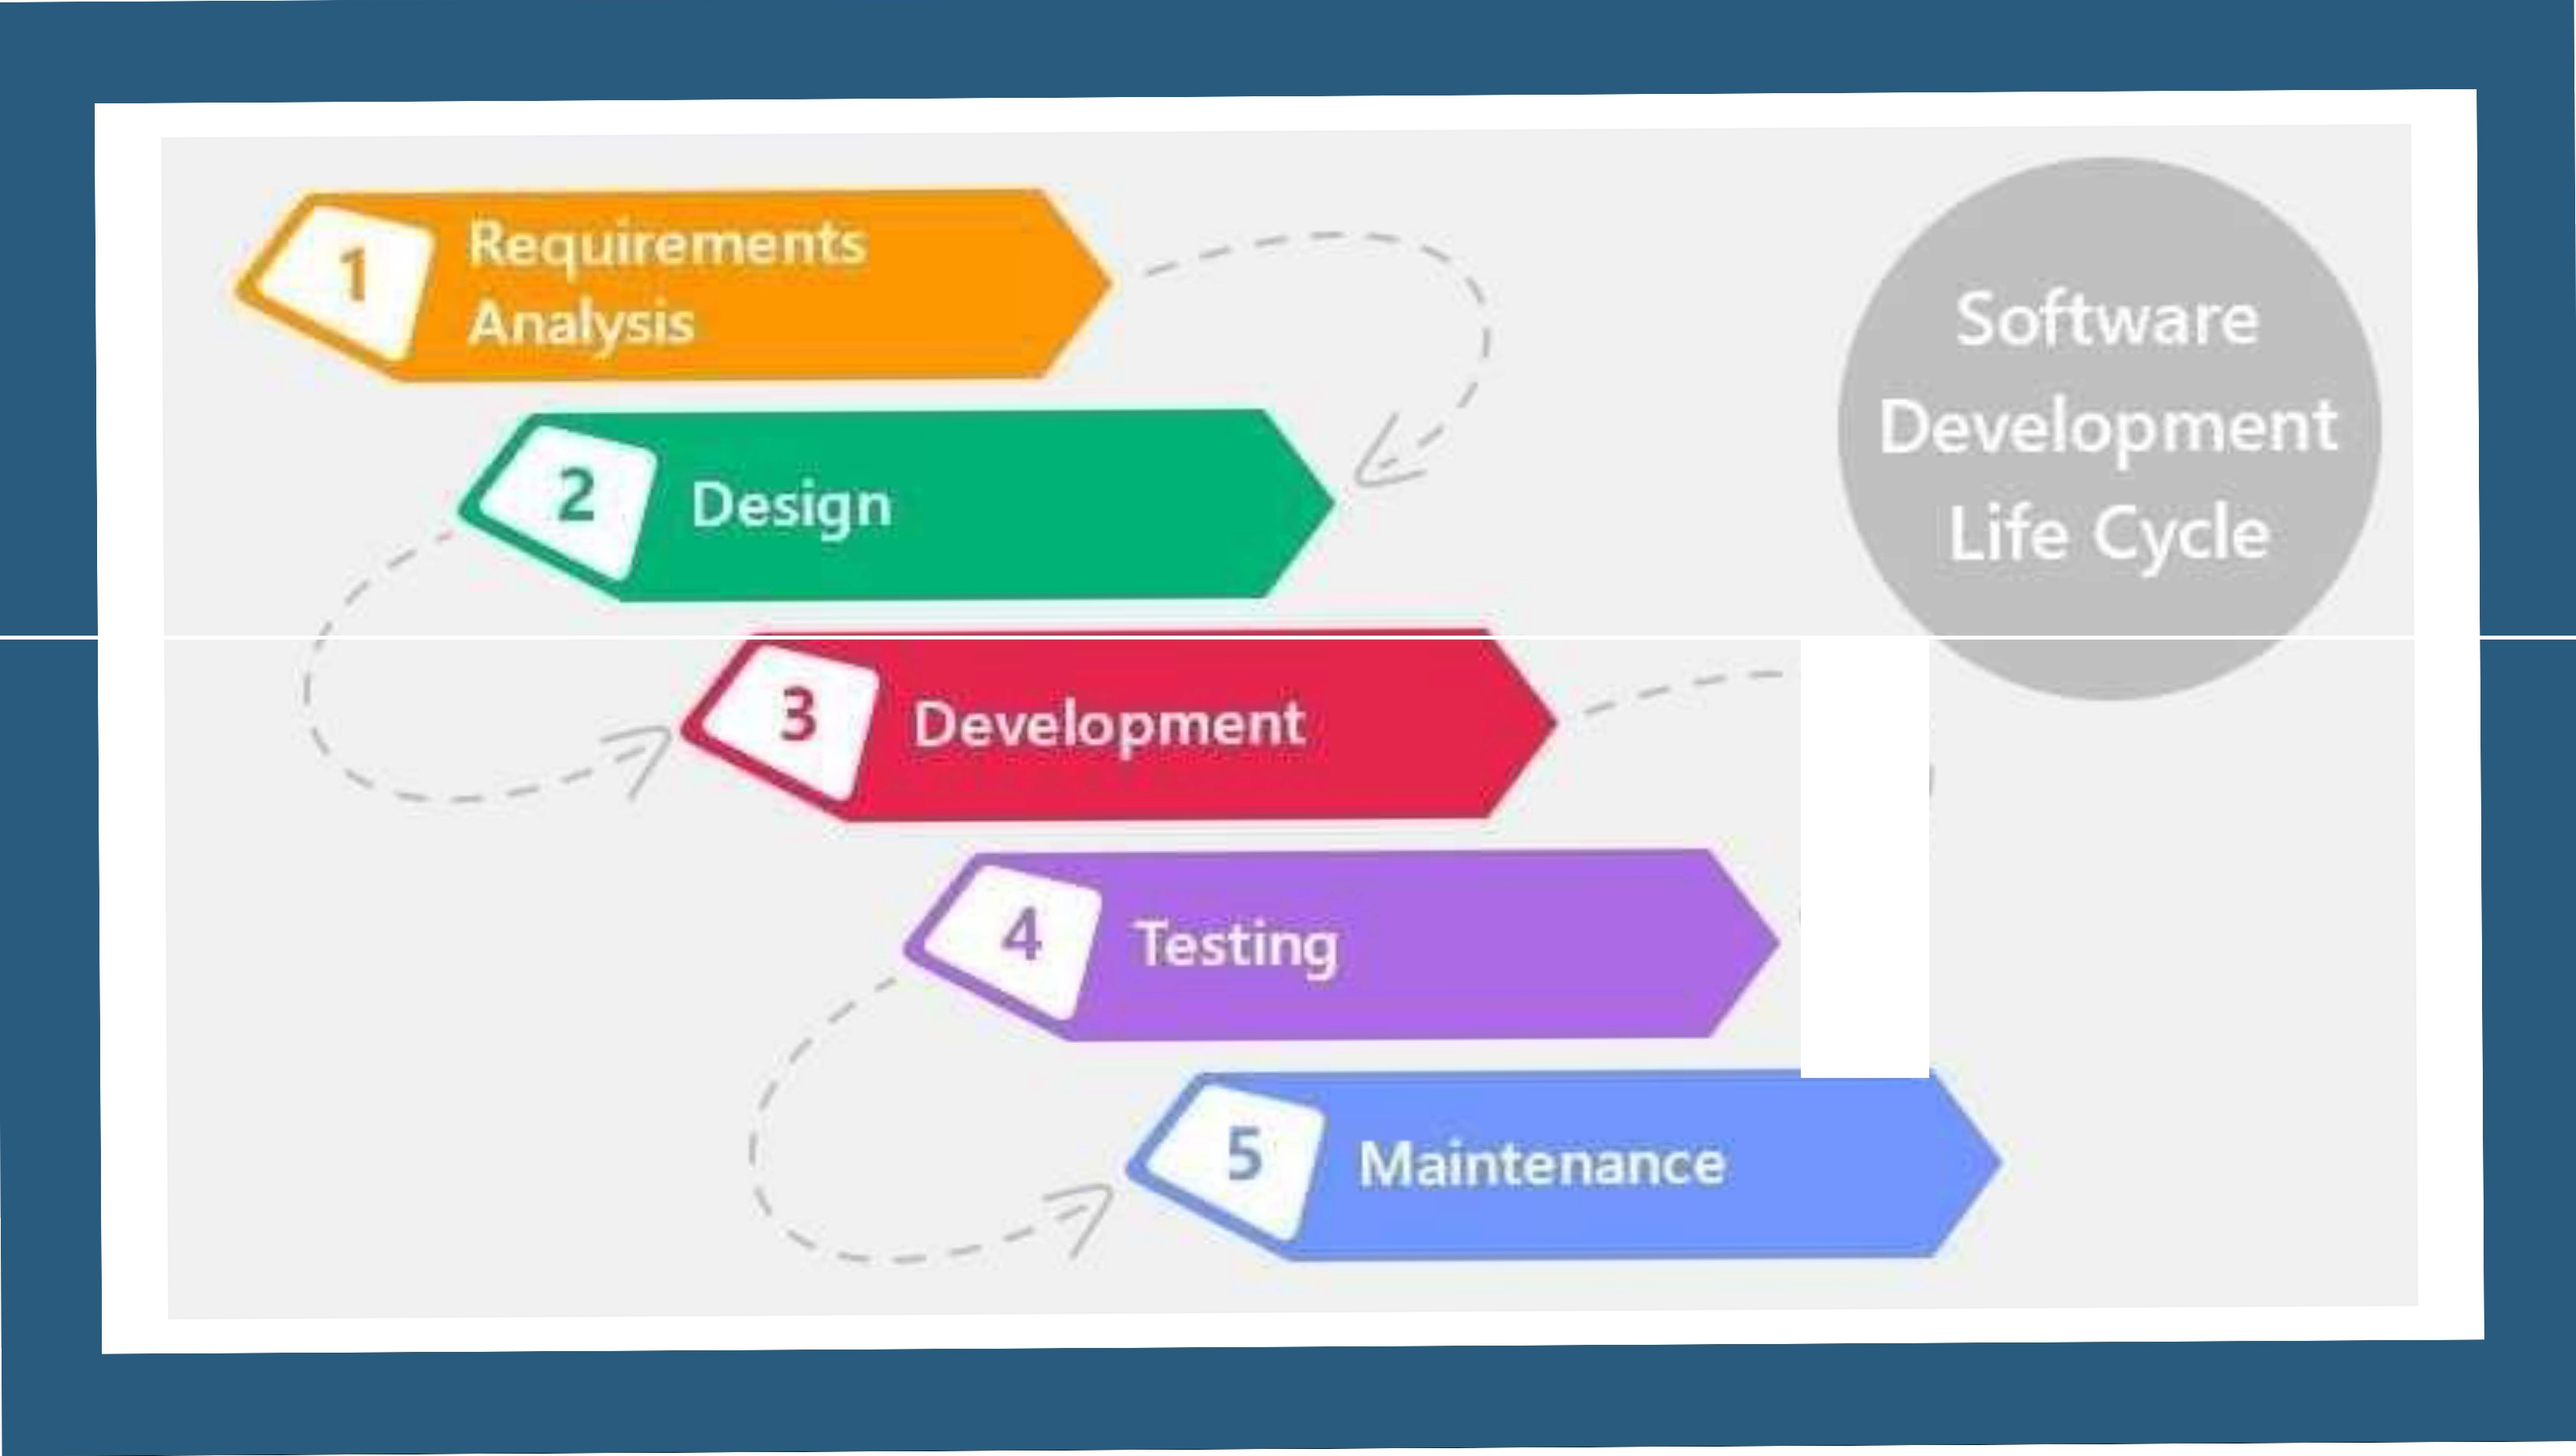 1
Requirements
Analysis
2
Design
3
Development
4
Testing
5
Maintenance
Software
Development
Life Cycle